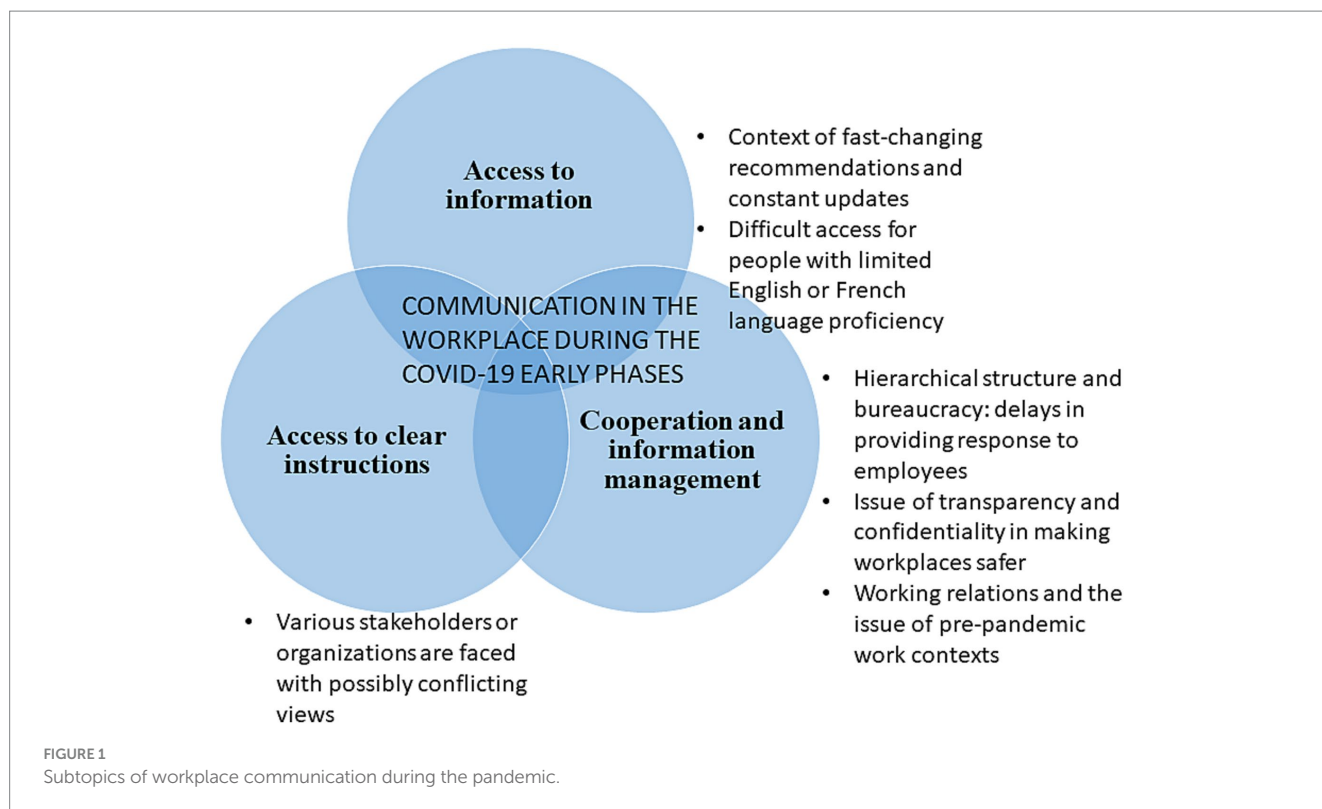 Access to
information
• Context of fast-changing
recommendations and
constant updates
• Difficult access for
people with limited
English or French
language proficiency
COMMUNICATION IN THE
WORKPLACE DURING THE
COVID-19 EARLY PHASES
Access to clear
instructions
Cooperation and
information
management
• Hierarchical structure and
bureaucracy: delays in
providing response to
employees
• Issue of transparency and
confidentiality in making
workplaces safer
• Working relations and the
issue of pre-pandemic
work contexts
• Various stakeholders or
organizations are faced
with possibly conflicting
views
FIGURE 1
Subtopics of workplace communication during the pandemic.